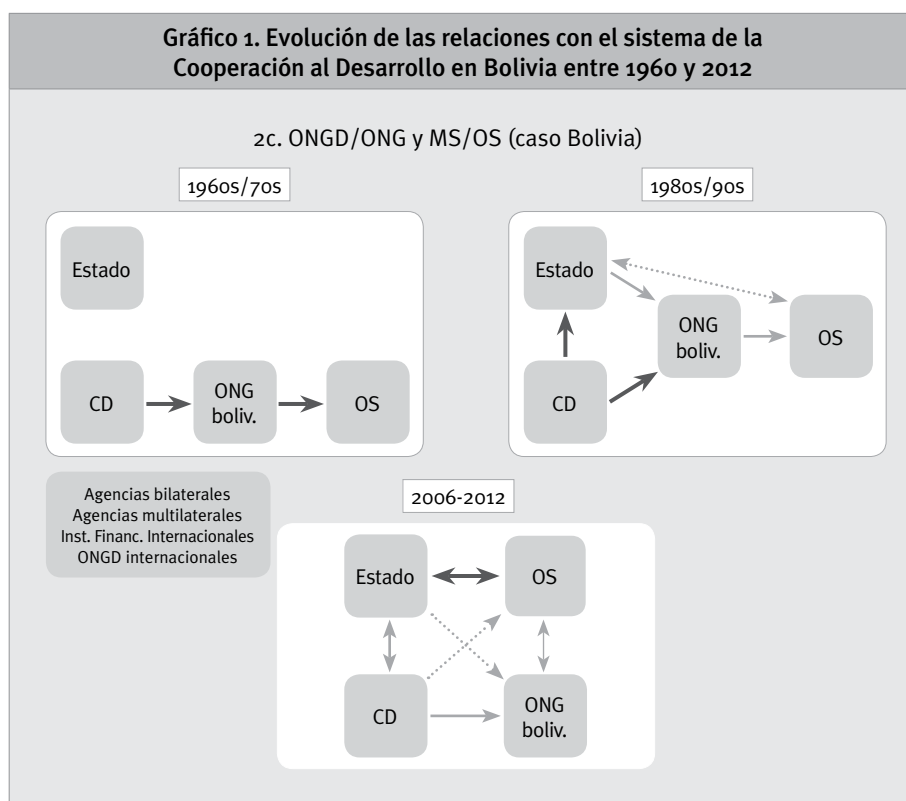 Gráfico 1. Evolución de las relaciones con el sistema de la
Cooperación al Desarrollo en Bolivia entre 1960 y 2012
2c. ONGD/ONG y MS/OS (caso Bolivia)
1960s/70s
Estado
CD
ONG
boliv.
OS
1980s/90s
Estado
ONG
boliv.
OS
CD
Agencias bilaterales
Agencias multilaterales
Inst. Financ. Internacionales
ONGD internacionales
2006-2012
Estado
OS
CD
ONG
boliv.